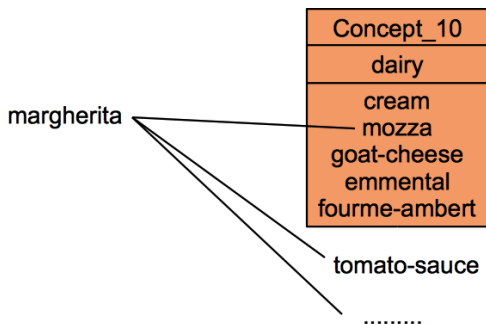 Concept_10
dairy
cream
margherita
mozza
goat-cheese
emmental
fourme-ambert
tomato-sauce
.........